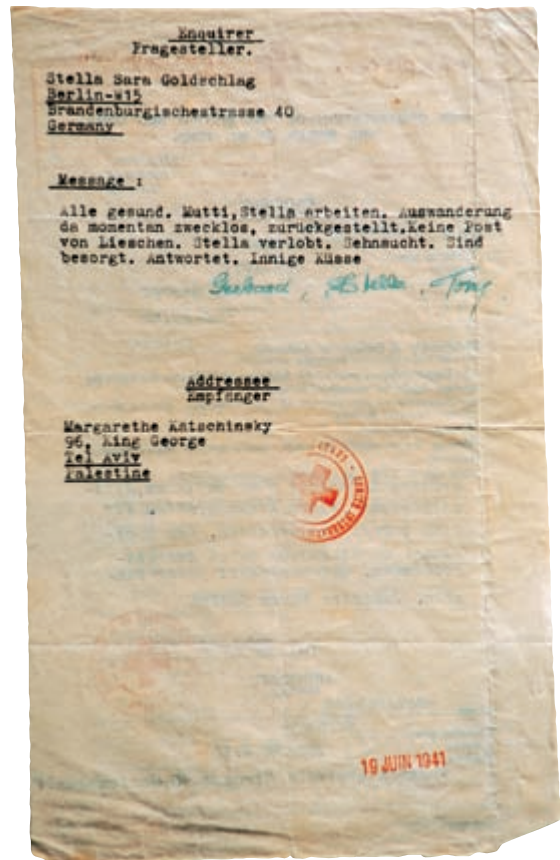 Enquirer
Fragesteller.
Stella Sara Goldschlag
Berlin-W15
Brandenburgischestrasse 40
Germany
Message :
Alle gesund. Mutti,Stella arbeiten. Auswanderung
da momentan zwecklos, zurückgestellt.Keine Post
von Lieschen. Stella verlobt. Sehnsucht. Sind
besorgt. Antwortet. Innige Küsse
Stella, Tony
Addressee
Empfänger
Margarethe Katschinsky
96, King George
Tel Aviv
Palestine
19 JUIN 1941